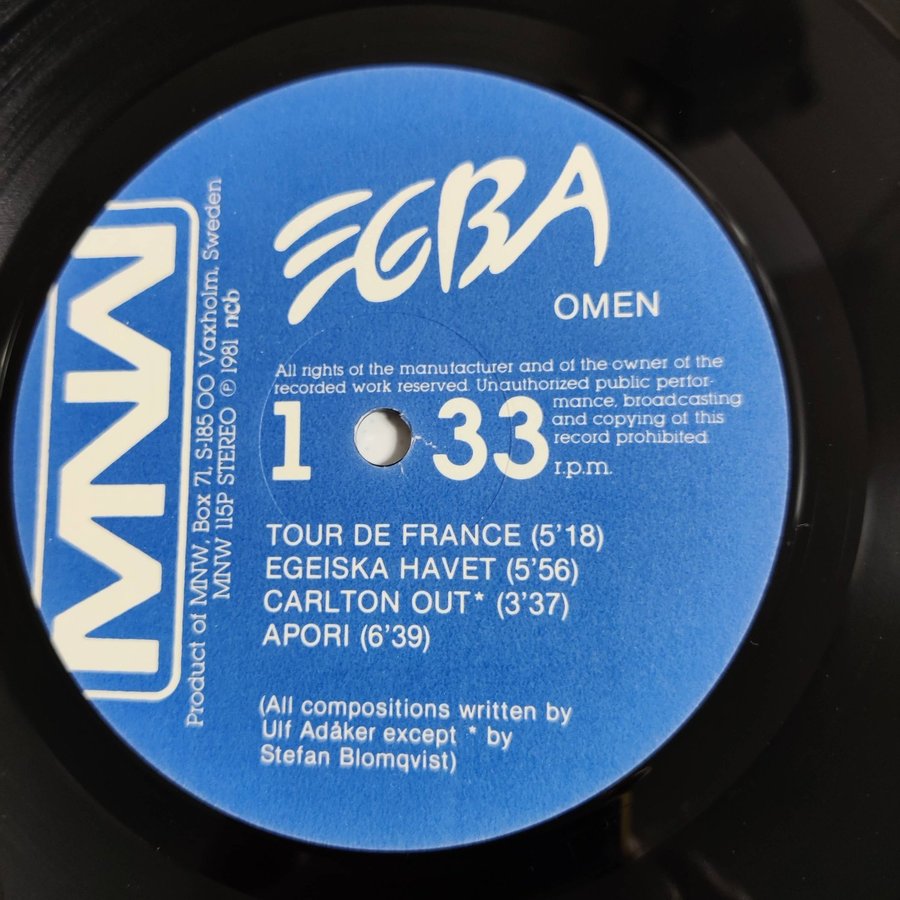 EGBA
OMEN
All rights of the manufacturer and of the owner of the
recorded work reserved. Unauthorized public perfor-
mance, broadcasting
and copying of this
record prohibited.
1
33
r.p.m.
TOUR DE FRANCE (5'18)
EGEISKA HAVET (5'56)
CARLTON OUT* (3'37)
APORI (6'39)
(All compositions written by
Ulf Adåker except * by
Stefan Blomqvist)
MNW
Product of MNW, Box 71, S-185 00 Vaxholm, Sweden
MNW 115P STEREO ℗ 1981 ncb